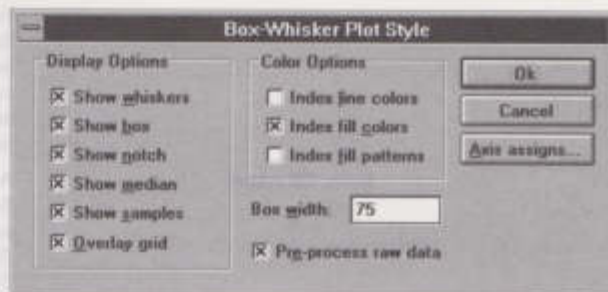 Box-Whisker Plot Style
Display Options
Show whiskers
Show box
Show notch
Show median
Show samples
Overlay grid
Color Options
Index line colors
Index fill colors
Index fill patterns
Box width: 75
Pre-process raw data
Ok
Cancel
Axis assigns...